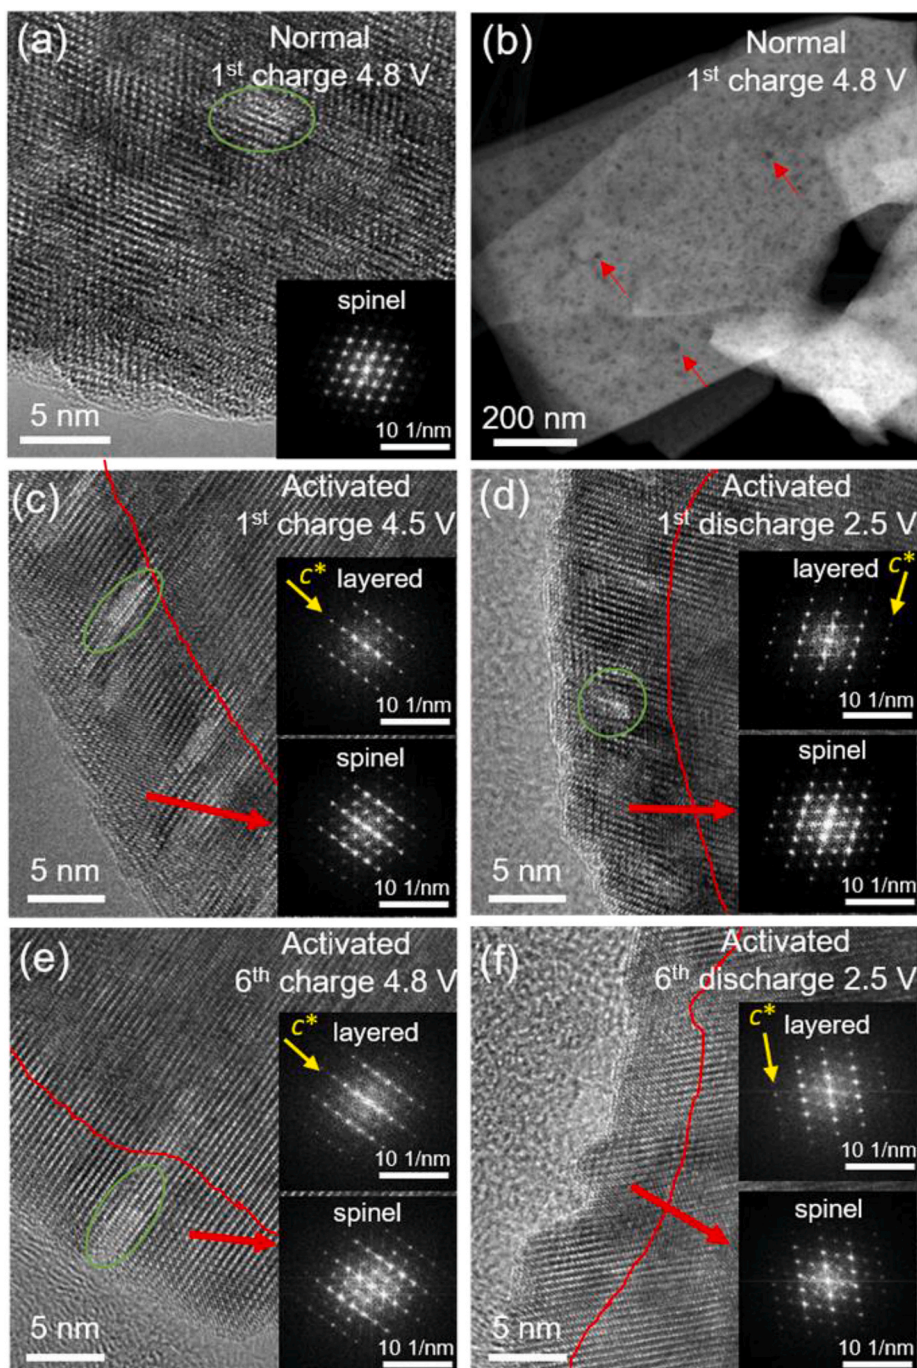 (a)
Normal
1st charge 4.8 V
spinel
5 nm
10 1/nm
(b)
Normal
1st charge 4.8 V
200 nm
(c)
Activated
1st charge 4.5 V
c*
layered
10 1/nm
spinel
5 nm
10 1/nm
(d)
Activated
1st discharge 2.5 V
layered
c*
10 1/nm
spinel
5 nm
10 1/nm
(e)
Activated
6th charge 4.8 V
c*
layered
10 1/nm
spinel
5 nm
10 1/nm
(f)
Activated
6th discharge 2.5 V
c*
layered
10 1/nm
spinel
5 nm
10 1/nm